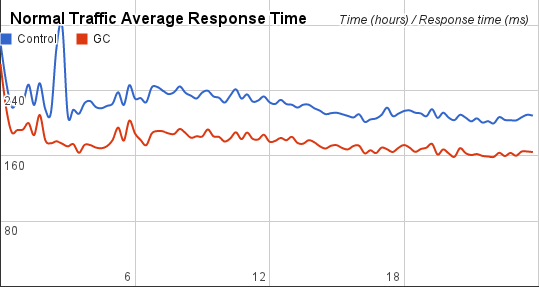 Normal Traffic Average Response Time
Time (hours) / Response time (ms)
Control GC
240
160
80
6 12 18